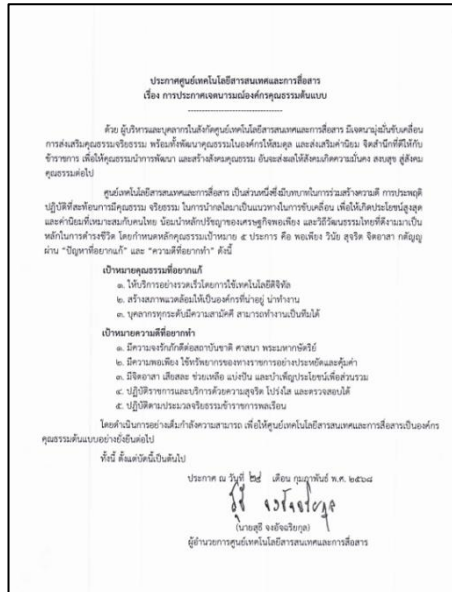 ประกาศศูนย์เทคโนโลยีสารสนเทศและการสื่อสาร
เรื่อง การประกาศเจตนารมณ์องค์กรคุณธรรมต้นแบบ
--------------------------------
ด้วย ผู้บริหารและบุคลากรในสังกัดศูนย์เทคโนโลยีสารสนเทศและการสื่อสาร มีเจตนามุ่งมั่นขับเคลื่อน
การส่งเสริมคุณธรรมจริยธรรม พร้อมทั้งพัฒนาคุณธรรมในองค์กรให้สมดุล และส่งเสริมค่านิยม จิตสำนึกที่ดีให้กับ
ข้าราชการ เพื่อให้คุณธรรมนำการพัฒนา และสร้างสังคมคุณธรรม อันจะส่งผลให้สังคมเกิดความมั่นคง สงบสุข สู่สังคม
คุณธรรมต่อไป
ศูนย์เทคโนโลยีสารสนเทศและการสื่อสาร เป็นส่วนหนึ่งซึ่งมีบทบาทในการร่วมสร้างความดี การประพฤติ
ปฏิบัติที่สะท้อนการมีคุณธรรม จริยธรรม ในการนำกลไกมาเป็นแนวทางในการขับเคลื่อน เพื่อให้เกิดประโยชน์สูงสุด
และค่านิยมที่เหมาะสมกับคนไทย น้อมนำหลักปรัชญาของเศรษฐกิจพอเพียง และวิถีวัฒนธรรมไทยที่ดีงามมาเป็น
หลักในการดำรงชีวิต โดยกำหนดหลักคุณธรรมเป้าหมาย ๕ ประการ คือ พอเพียง วินัย สุจริต จิตอาสา กตัญญู
ผ่าน “ปัญหาที่อยากแก้” และ “ความดีที่อยากทำ” ดังนี้
เป้าหมายคุณธรรมที่อยากแก้
๑. ให้บริการอย่างรวดเร็วโดยการใช้เทคโนโลยีดิจิทัล
๒. สร้างสภาพแวดล้อมให้เป็นองค์กรที่น่าอยู่ น่าทำงาน
๓. บุคลากรทุกระดับมีความสามัคคี สามารถทำงานเป็นทีมได้
เป้าหมายความดีที่อยากทำ
๑. มีความจงรักภักดีต่อสถาบันชาติ ศาสนา พระมหากษัตริย์
๒. มีความพอเพียง ใช้ทรัพยากรของทางราชการอย่างประหยัดและคุ้มค่า
๓. มีจิตอาสา เสียสละ ช่วยเหลือ แบ่งปัน และบำเพ็ญประโยชน์เพื่อส่วนรวม
๔. ปฏิบัติราชการและบริการด้วยความสุจริต โปร่งใส และตรวจสอบได้
๕. ปฏิบัติตามประมวลจริยธรรมข้าราชการพลเรือน
โดยดำเนินการอย่างเต็มกำลังความสามารถ เพื่อให้ศูนย์เทคโนโลยีสารสนเทศและการสื่อสารเป็นองค์กร
คุณธรรมต้นแบบอย่างยั่งยืนต่อไป
ทั้งนี้ ตั้งแต่บัดนี้เป็นต้นไป
ประกาศ ณ วันที่ ๒๔ เดือน กุมภาพันธ์ พ.ศ. ๒๕๖๘
(นายสุธี จงอัจฉริยกุล)
ผู้อำนวยการศูนย์เทคโนโลยีสารสนเทศและการสื่อสาร